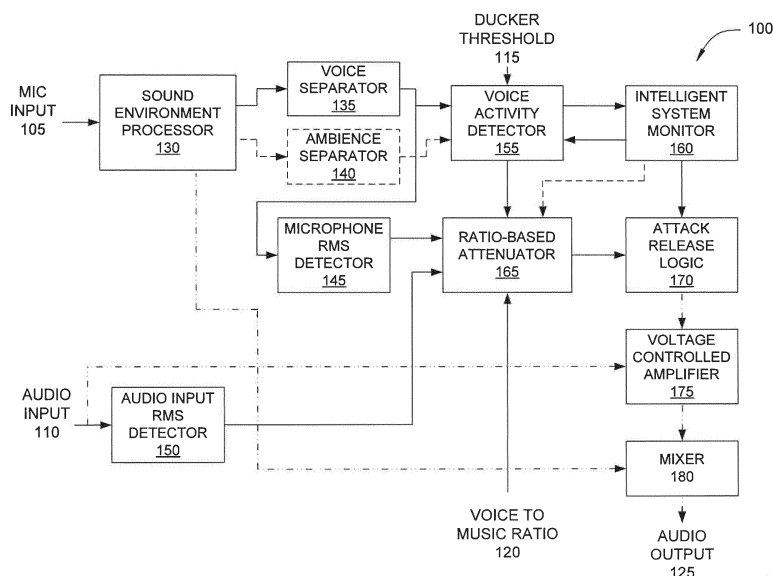 100
DUCKER
THRESHOLD
115
MIC
INPUT
105
SOUND
ENVIRONMENT
PROCESSOR
130
VOICE
SEPARATOR
135
AMBIENCE
SEPARATOR
140
VOICE
ACTIVITY
DETECTOR
155
INTELLIGENT
SYSTEM
MONITOR
160
MICROPHONE
RMS
DETECTOR
145
RATIO-BASED
ATTENUATOR
165
ATTACK
RELEASE
LOGIC
170
VOLTAGE
CONTROLLED
AMPLIFIER
175
AUDIO
INPUT
110
AUDIO INPUT
RMS
DETECTOR
150
MIXER
180
VOICE TO
MUSIC RATIO
120
AUDIO
OUTPUT
125